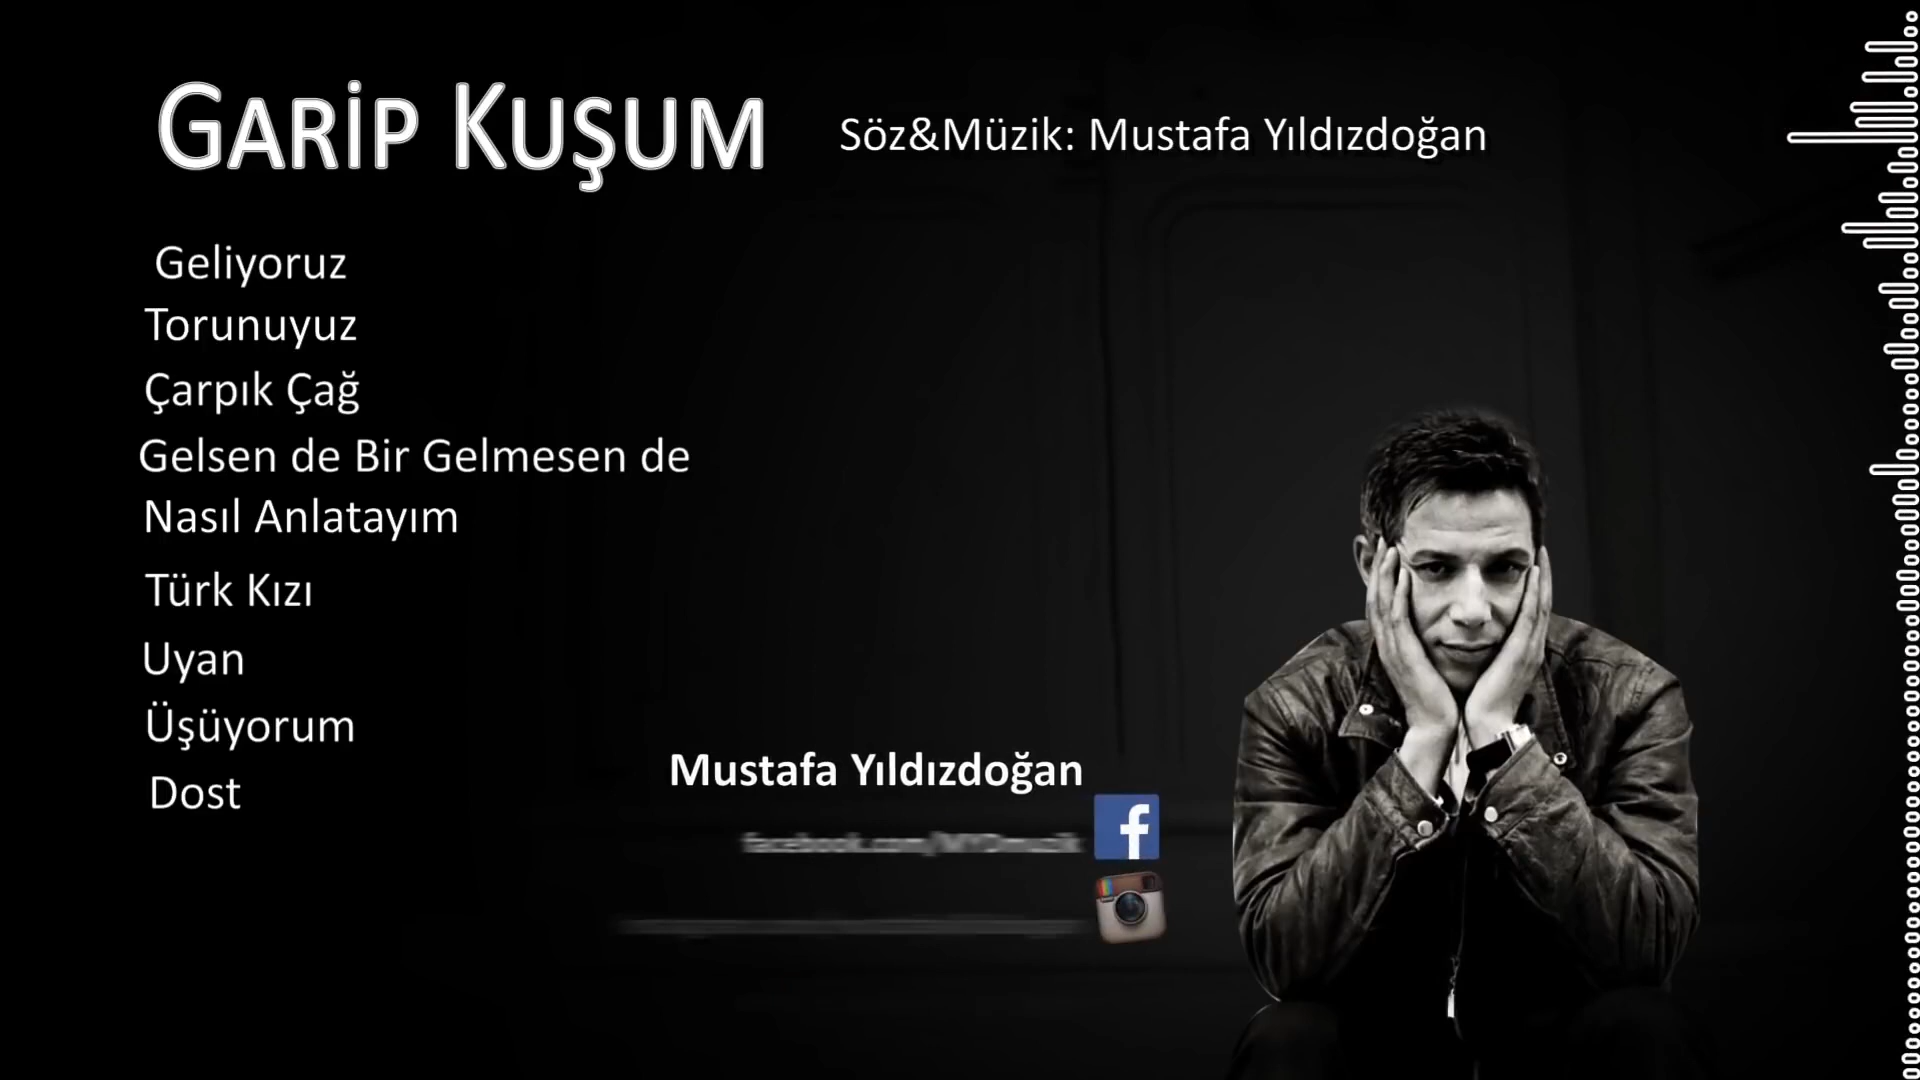 GARİP KUŞUM
Söz&Müzik: Mustafa Yıldızdoğan
Geliyoruz
Torunuyuz
Çarpık Çağ
Gelsen de Bir Gelmesen de
Nasıl Anlatayım
Türk Kızı
Uyan
Üşüyorum
Dost
Mustafa Yıldızdoğan
f